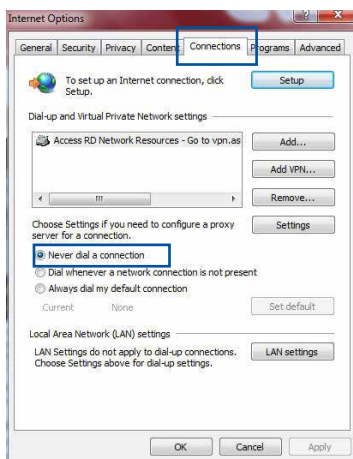 Internet Options
General Security Privacy Content Connections Programs Advanced
To set up an Internet connection, click
Setup.
Setup
Dial-up and Virtual Private Network settings
Access RD Network Resources - Go to vpn.as
Add...
Add VPN...
Remove...
Choose Settings if you need to configure a proxy
server for a connection.
Settings
Never dial a connection
Dial whenever a network connection is not present
Always dial my default connection
Current None
Set default
Local Area Network (LAN) settings
LAN Settings do not apply to dial-up connections.
Choose Settings above for dial-up settings.
LAN settings
OK Cancel Apply